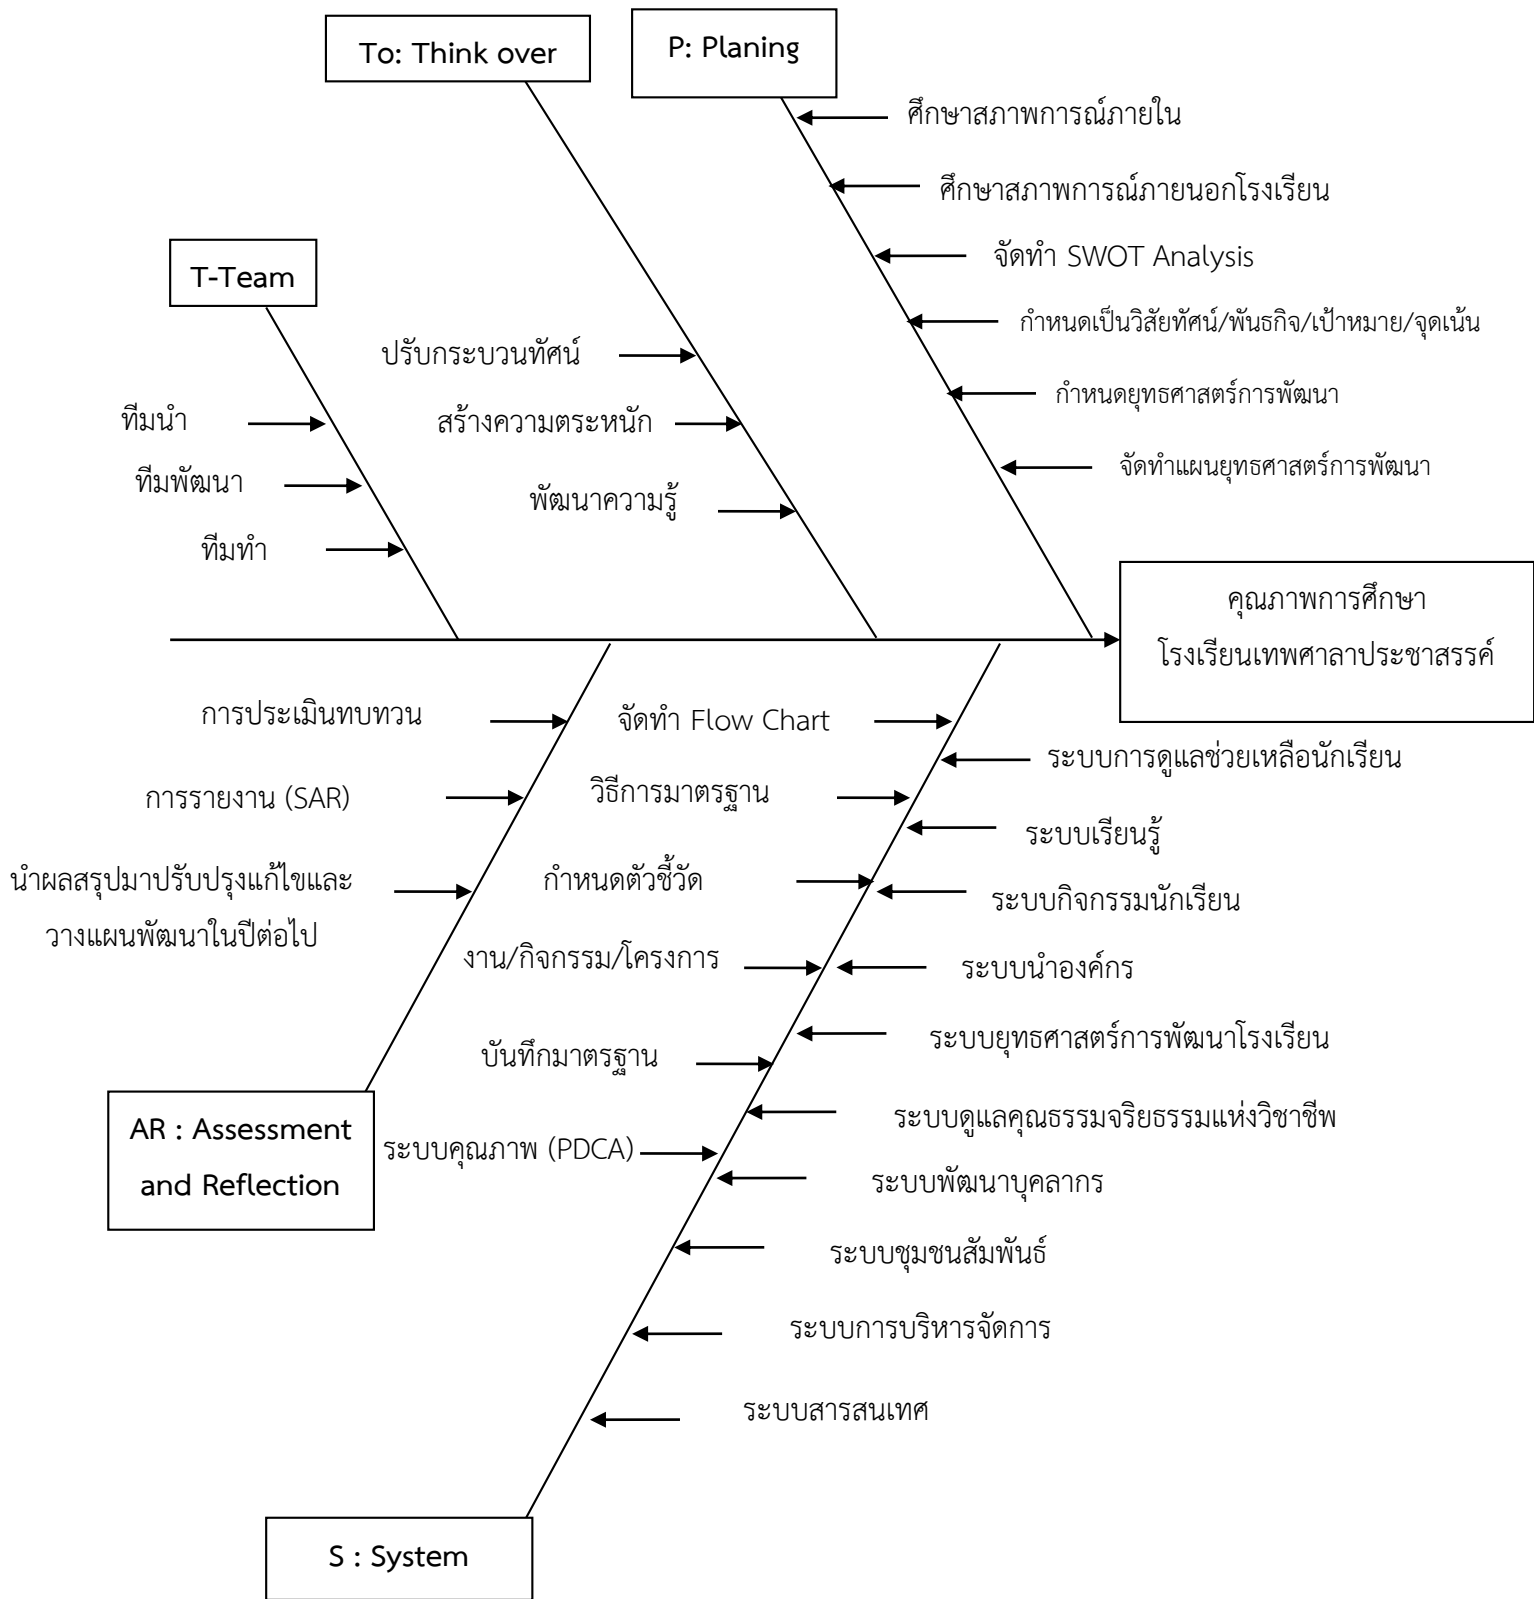 To: Think over
P: Planing
ศึกษาสภาพการณ์ภายใน
ศึกษาสภาพการณ์ภายนอกโรงเรียน
จัดทำ SWOT Analysis
กำหนดเป็นวิสัยทัศน์/พันธกิจ/เป้าหมาย/จุดเน้น
กำหนดยุทธศาสตร์การพัฒนา
จัดทำแผนยุทธศาสตร์การพัฒนา
T-Team
ปรับกระบวนทัศน์
สร้างความตระหนัก
พัฒนาความรู้
ทีมนำ
ทีมพัฒนา
ทีมทำ
คุณภาพการศึกษา
โรงเรียนเทพศาลาประชาสรรค์
การประเมินทบทวน
การรายงาน (SAR)
นำผลสรุปมาปรับปรุงแก้ไขและ
วางแผนพัฒนาในปีต่อไป
AR : Assessment
and Reflection
จัดทำ Flow Chart
วิธีการมาตรฐาน
กำหนดตัวชี้วัด
งาน/กิจกรรม/โครงการ
บันทึกมาตรฐาน
ระบบคุณภาพ (PDCA)
ระบบการดูแลช่วยเหลือนักเรียน
ระบบเรียนรู้
ระบบกิจกรรมนักเรียน
ระบบนำองค์กร
ระบบยุทธศาสตร์การพัฒนาโรงเรียน
ระบบดูแลคุณธรรมจริยธรรมแห่งวิชาชีพ
ระบบพัฒนาบุคลากร
ระบบชุมชนสัมพันธ์
ระบบการบริหารจัดการ
ระบบสารสนเทศ
S : System